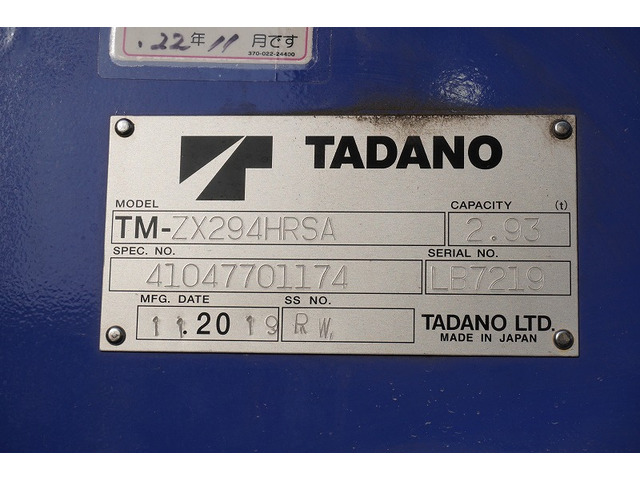 .22年11月です
370-022-24400
TADANO
MODEL CAPACITY (t)
TM-ZX294HRSA 2.93
SPEC. NO. SERIAL NO.
41047701174 LB7219
MFG. DATE SS NO.
11.2019 RW.
TADANO LTD.
MADE IN JAPAN